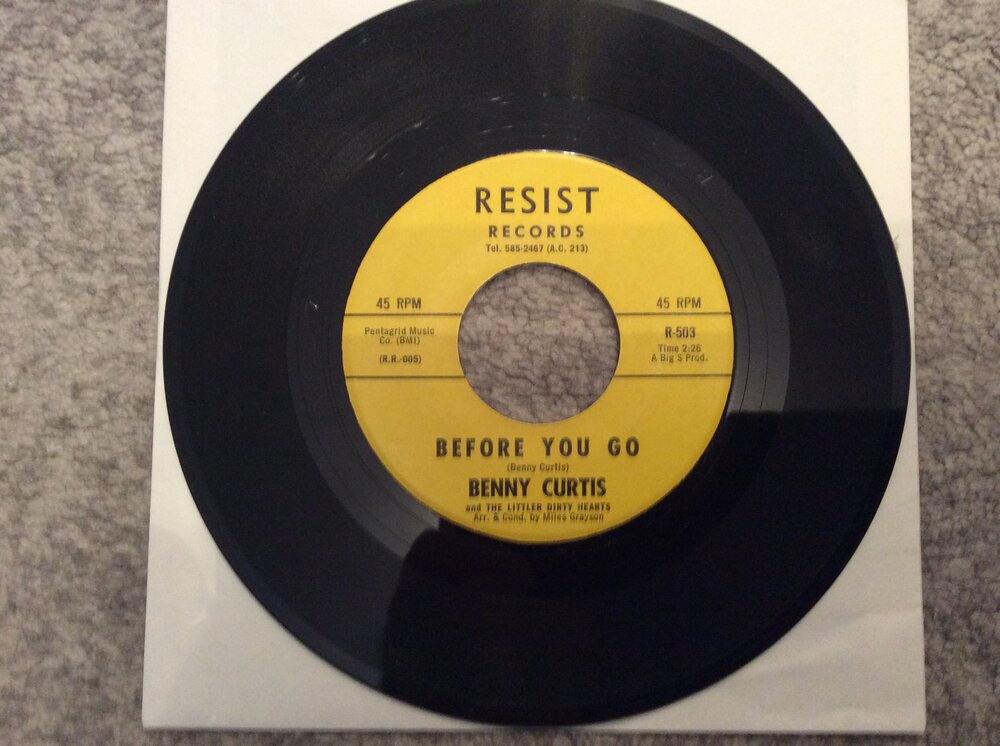 RESIST
RECORDS
Tel. 585-2467 (A.C. 213)
45 RPM
45 RPM
Pentagrid Music
Co. (BMI)
(R.R.-005)
R-503
Time 2:26
A Big S Prod.
BEFORE YOU GO
(Benny Curtis)
BENNY CURTIS
and THE LITTLER DIRTY HEARTS
Arr. & Cond. by Miles Grayson